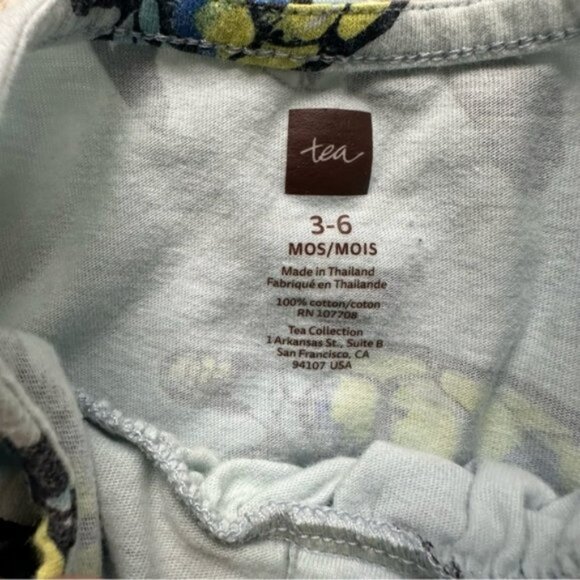 tea
3-6
MOS/MOIS
Made in Thailand
Fabriqué en Thaïlande
100% cotton/coton
RN 107708
Tea Collection
1 Arkansas St., Suite B
San Francisco, CA
94107 USA